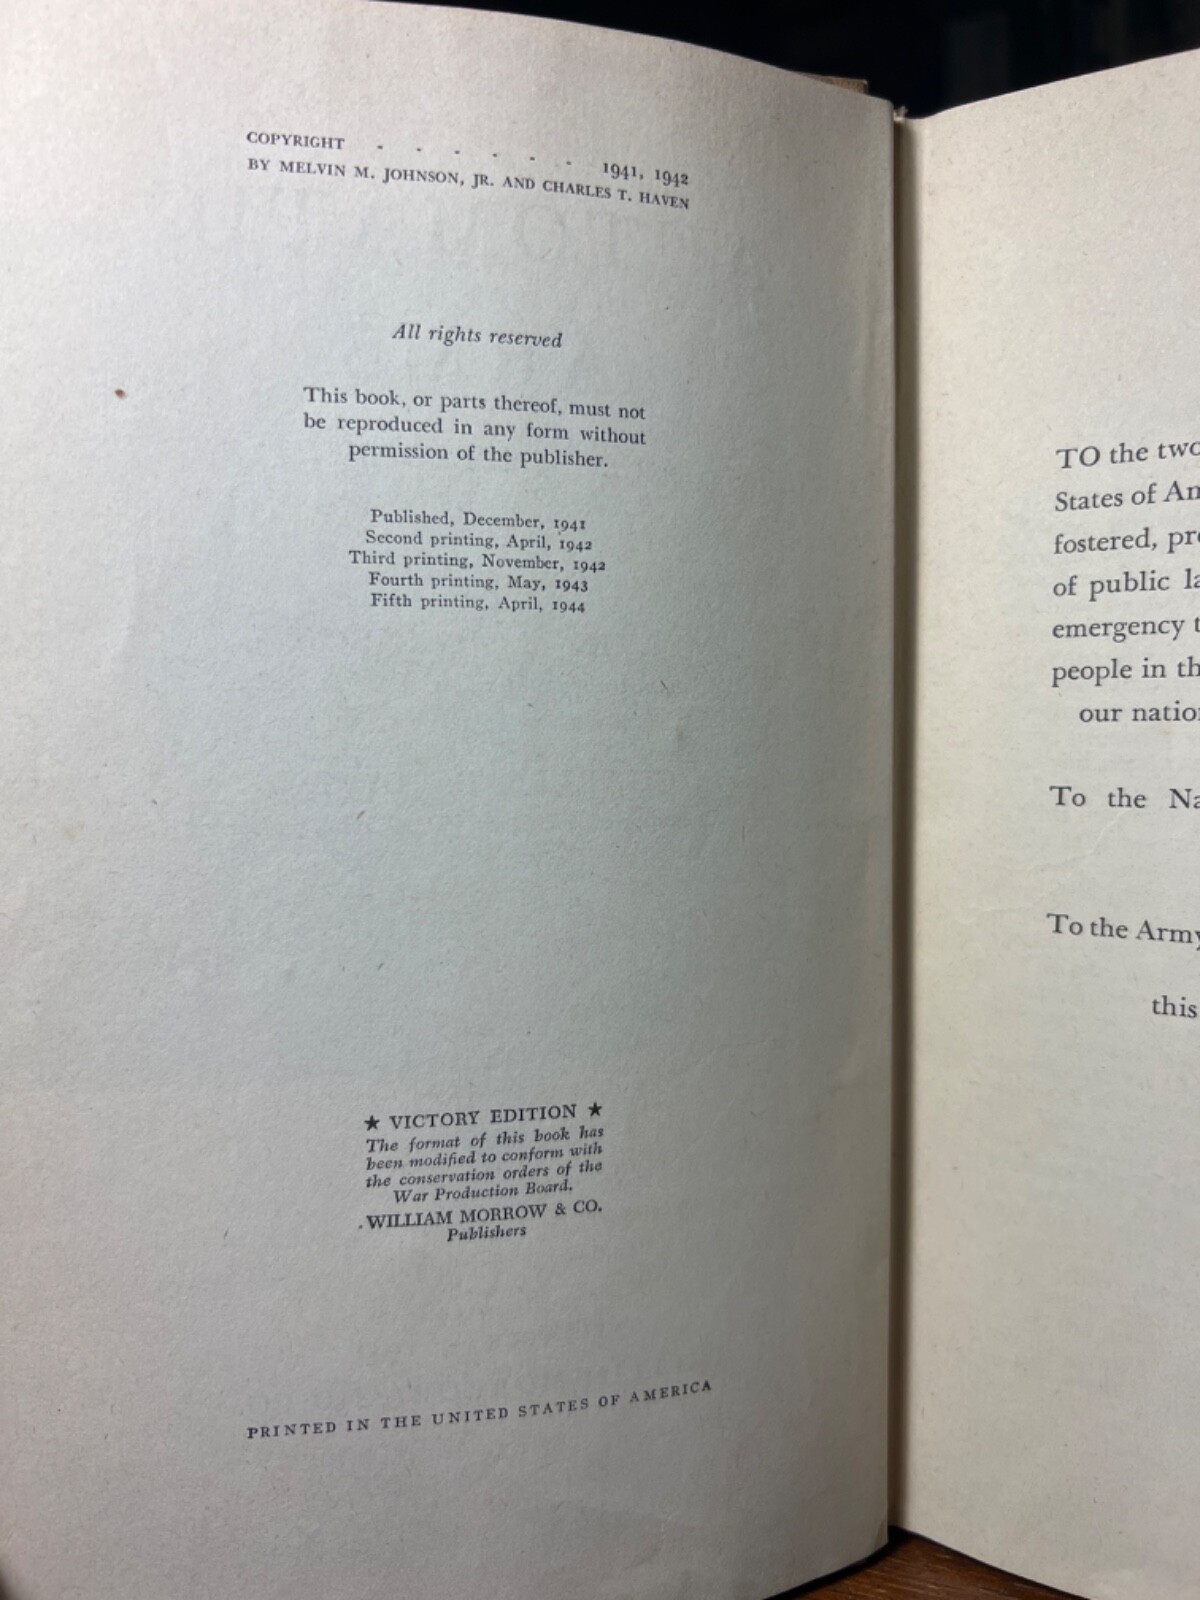 COPYRIGHT . . . . . . 1941, 1942
BY MELVIN M. JOHNSON, JR. AND CHARLES T. HAVEN
All rights reserved
This book, or parts thereof, must not
be reproduced in any form without
permission of the publisher.
Published, December, 1941
Second printing, April, 1942
Third printing, November, 1942
Fourth printing, May, 1943
Fifth printing, April, 1944
★ VICTORY EDITION ★
The format of this book has
been modified to conform with
the conservation orders of the
War Production Board.
WILLIAM MORROW & CO.
Publishers
PRINTED IN THE UNITED STATES OF AMERICA
TO the two
States of Am
fostered, pro
of public la
emergency t
people in th
our nation
To the Na
To the Army
this